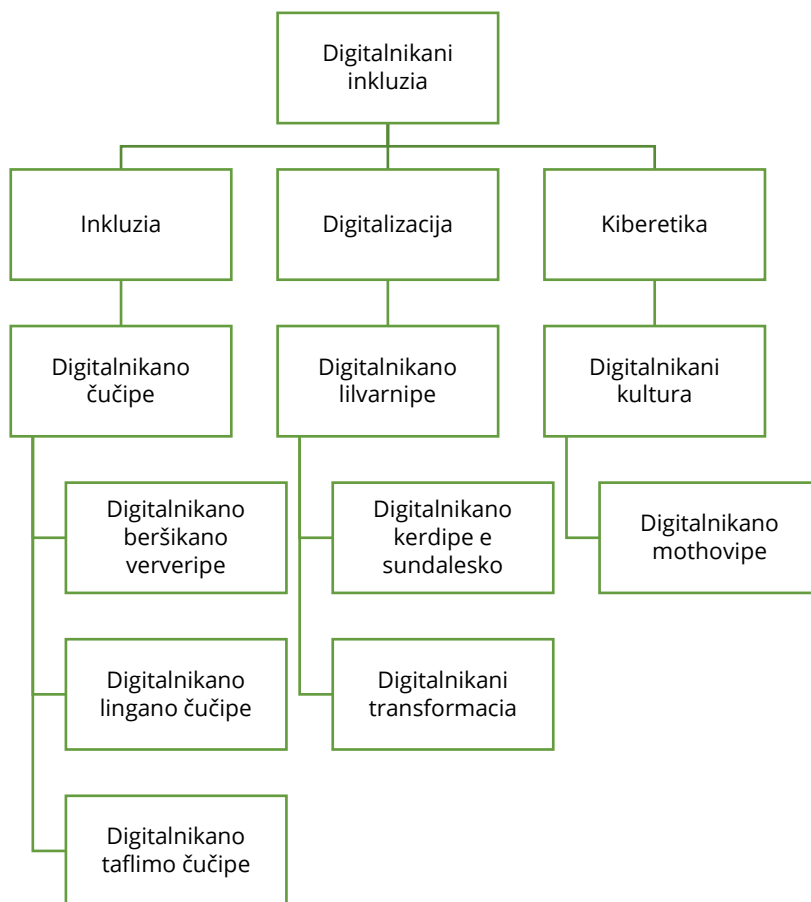 Digitalnikani
inkluzia
Inkluzia
Digitalizacija
Kiberetika
Digitalnikano
čučipe
Digitalnikano
lilvarnipe
Digitalnikani
kultura
Digitalnikano
beršikano
ververipe
Digitalnikano
kerdipe e
sundalesko
Digitalnikano
mothovipe
Digitalnikano
lingano čučipe
Digitalnikani
transformacia
Digitalnikano
taflimo čučipe